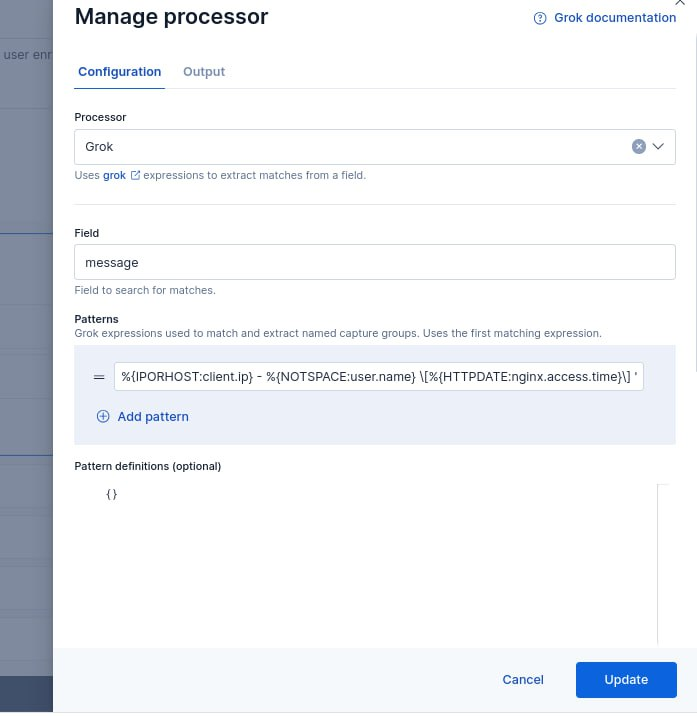 Manage processor
Grok documentation
user enr
Configuration Output
Processor
Grok
Uses grok expressions to extract matches from a field.
Field
message
Field to search for matches.
Patterns
Grok expressions used to match and extract named capture groups. Uses the first matching expression.
%{IPORHOST:client.ip} - %{NOTSPACE:user.name} \[%{HTTPDATE:nginx.access.time}\] '
Add pattern
Pattern definitions (optional)
{}
Cancel Update